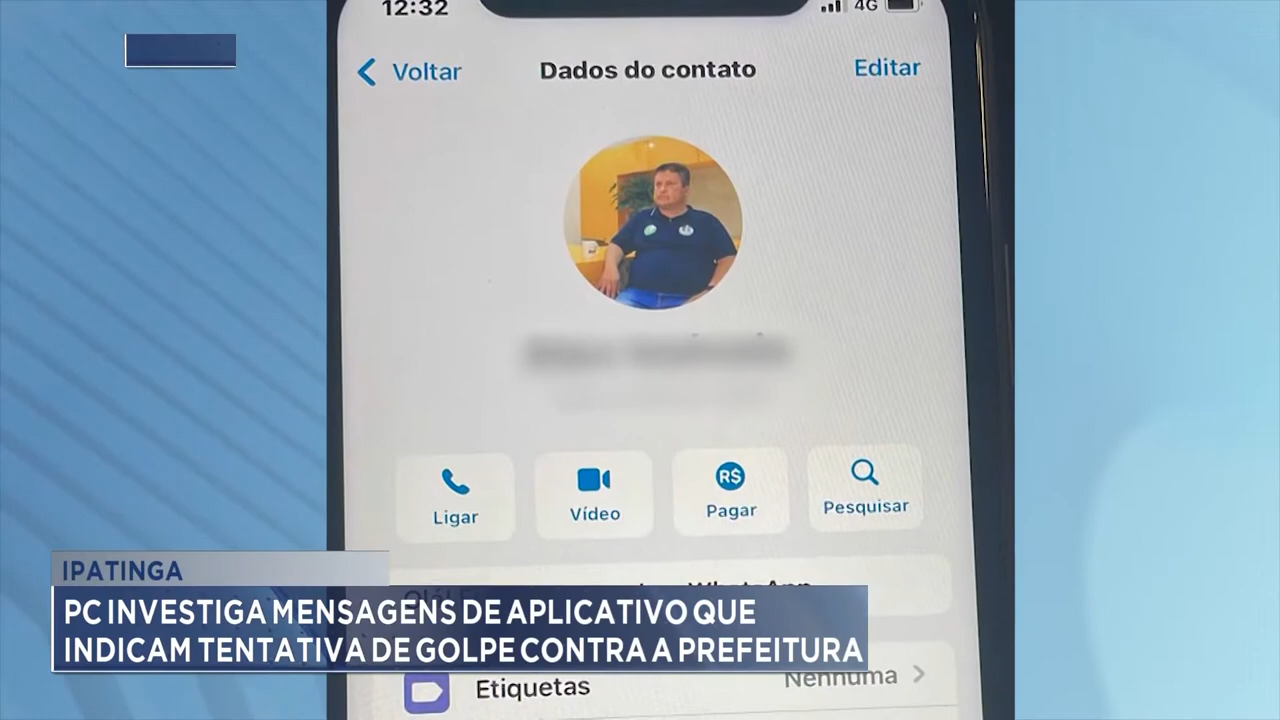 12:32
4G
Voltar
Dados do contato
Editar
Ligar
Vídeo
R$
Pagar
Pesquisar
WhatsApp
IPATINGA
PC INVESTIGA MENSAGENS DE APLICATIVO QUE
INDICAM TENTATIVA DE GOLPE CONTRA A PREFEITURA
Etiquetas
Nenhuma